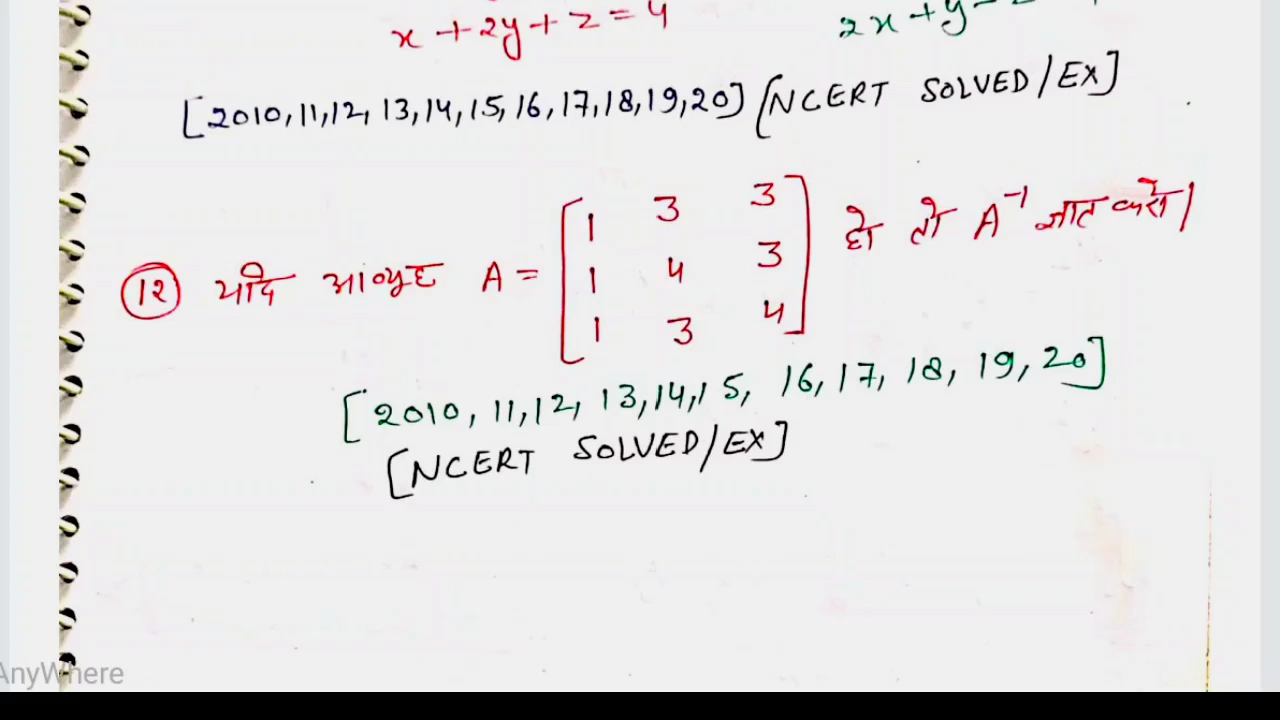 x + 2y + z = 4
2x + y -
[2010, 11, 12, 13, 14, 15, 16, 17, 18, 19, 20] [NCERT SOLVED/EX]
(12) यदि आव्यूह A = [1 3 3
1 4 3
1 3 4] हो तो A⁻¹ ज्ञात करो।
[2010, 11, 12, 13, 14, 15, 16, 17, 18, 19, 20]
[NCERT SOLVED/EX]
AnyWhere